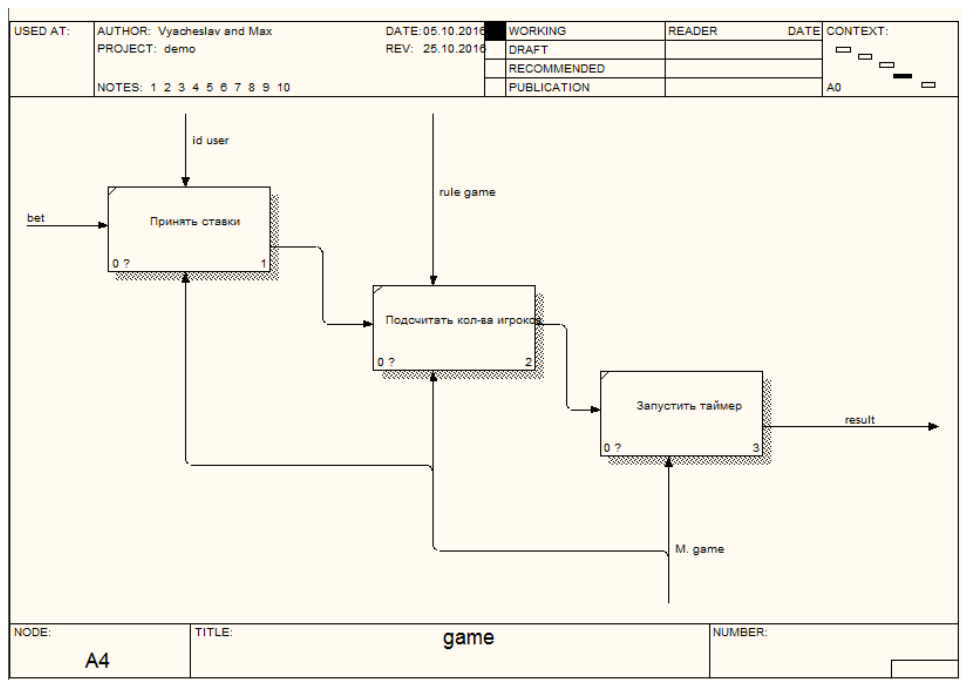 USED AT:
AUTHOR: Vyacheslav and Max
DATE: 05.10.2016
PROJECT: demo
REV: 25.10.2016
NOTES: 1 2 3 4 5 6 7 8 9 10
WORKING
DRAFT
RECOMMENDED
PUBLICATION
READER
DATE
CONTEXT:
A0
id user
rule game
bet
Принять ставки
0 ?
1
Подсчитать кол-ва игроков
0 ?
2
Запустить таймер
0 ?
3
result
M. game
NODE:
A4
TITLE:
game
NUMBER: